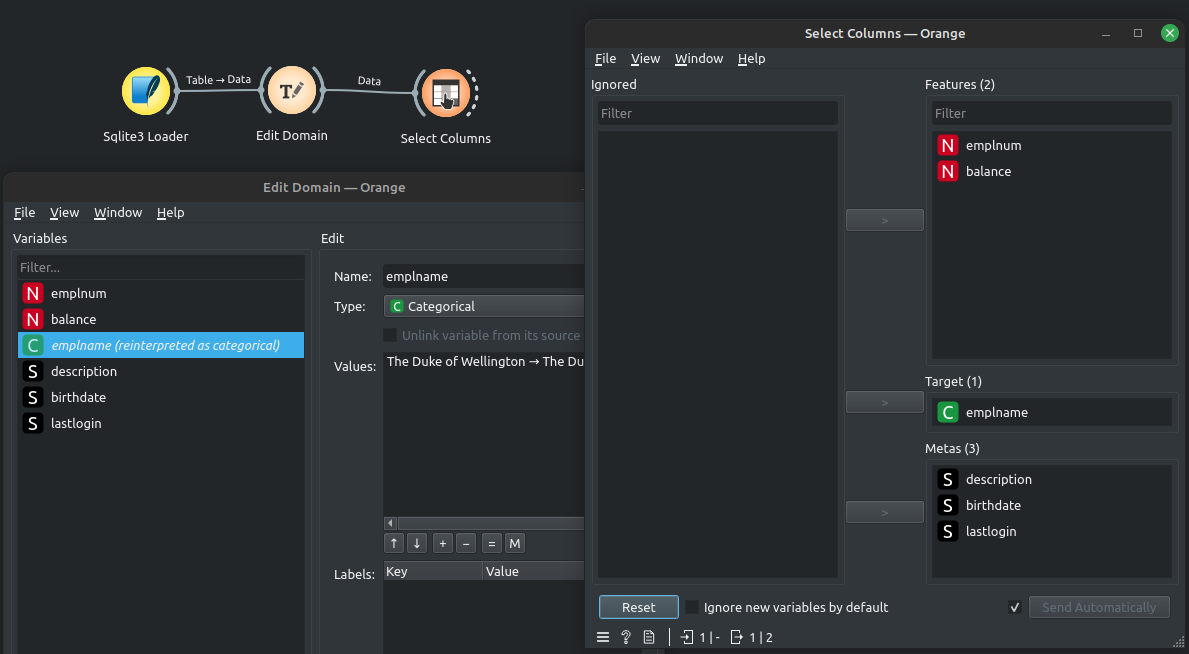 Table → Data
Data
Sqlite3 Loader
Edit Domain
Select Columns
Edit Domain — Orange
File View Window Help
Variables
Filter...
N emplnum
N balance
C emplname (reinterpreted as categorical)
S description
S birthdate
S lastlogin
Edit
Name: emplname
Type: C Categorical
Unlink variable from its source
Values: The Duke of Wellington → The Du
↑ ↓ + − = M
Labels: Key Value
Select Columns — Orange
File View Window Help
Ignored
Filter
>
>
>
Features (2)
Filter
N emplnum
N balance
Target (1)
C emplname
Metas (3)
S description
S birthdate
S lastlogin
Reset Ignore new variables by default ✓ Send Automatically
? 1 | - 1 | 2